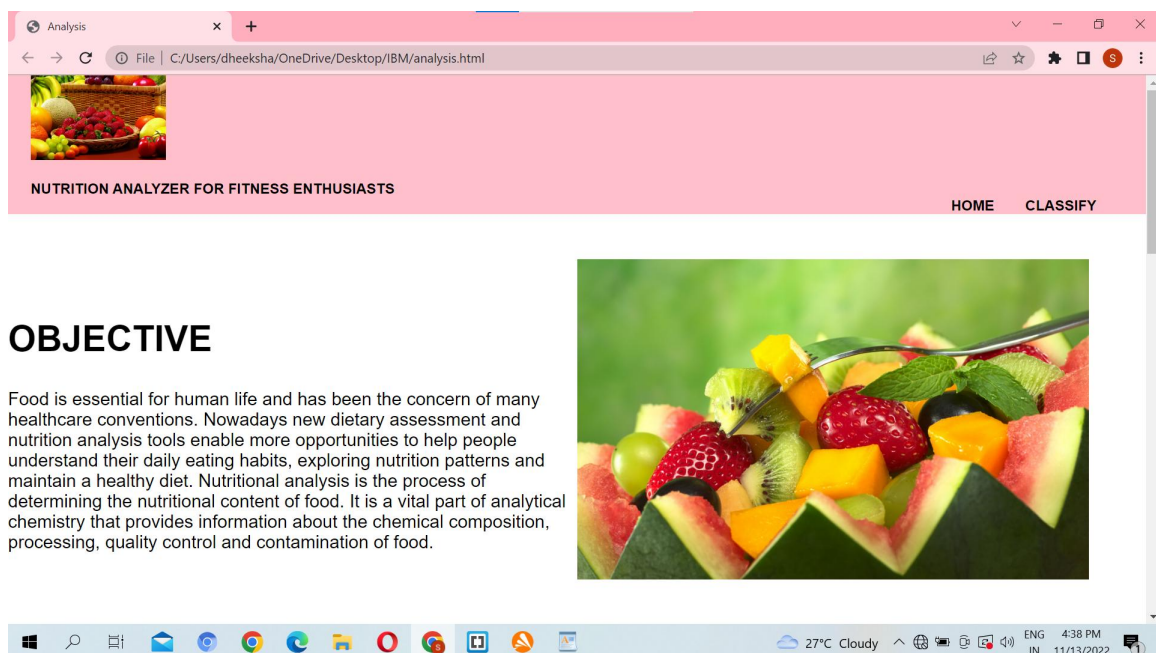 Analysis
File | C:/Users/dheeksha/OneDrive/Desktop/IBM/analysis.html
S
NUTRITION ANALYZER FOR FITNESS ENTHUSIASTS
HOME CLASSIFY
OBJECTIVE
Food is essential for human life and has been the concern of many
healthcare conventions. Nowadays new dietary assessment and
nutrition analysis tools enable more opportunities to help people
understand their daily eating habits, exploring nutrition patterns and
maintain a healthy diet. Nutritional analysis is the process of
determining the nutritional content of food. It is a vital part of analytical
chemistry that provides information about the chemical composition,
processing, quality control and contamination of food.
27°C Cloudy
ENG
IN
4:38 PM
11/13/2022
1